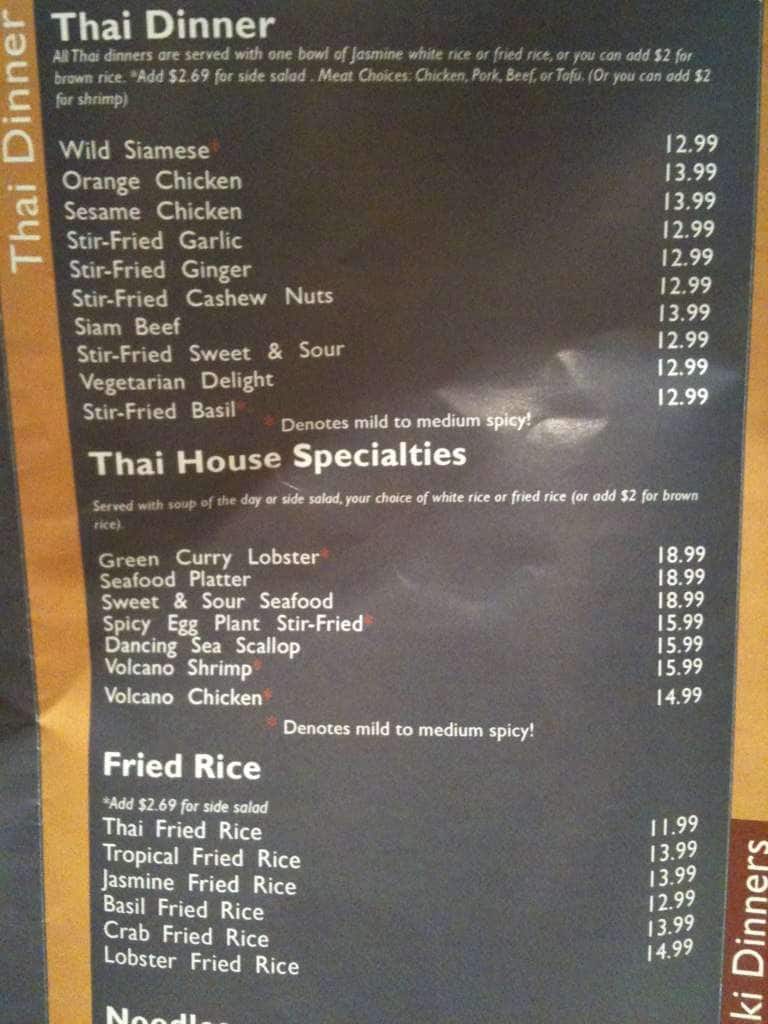 Thai Dinner
Thai Dinner
All Thai dinners are served with one bowl of Jasmine white rice or fried rice, or you can add $2 for
brown rice. *Add $2.69 for side salad . Meat Choices: Chicken, Pork, Beef, or Tofu. (Or you can add $2
for shrimp)
Wild Siamese* 12.99
Orange Chicken 13.99
Sesame Chicken 13.99
Stir-Fried Garlic 12.99
Stir-Fried Ginger 12.99
Stir-Fried Cashew Nuts 12.99
Siam Beef 13.99
Stir-Fried Sweet & Sour 12.99
Vegetarian Delight 12.99
Stir-Fried Basil* 12.99
* Denotes mild to medium spicy!
Thai House Specialties
Served with soup of the day or side salad, your choice of white rice or fried rice (or add $2 for brown
rice).
Green Curry Lobster* 18.99
Seafood Platter 18.99
Sweet & Sour Seafood 18.99
Spicy Egg Plant Stir-Fried* 15.99
Dancing Sea Scallop 15.99
Volcano Shrimp* 15.99
Volcano Chicken* 14.99
* Denotes mild to medium spicy!
Fried Rice
*Add $2.69 for side salad
Thai Fried Rice 11.99
Tropical Fried Rice 13.99
Jasmine Fried Rice 13.99
Basil Fried Rice 12.99
Crab Fried Rice 13.99
Lobster Fried Rice 14.99
ki Dinners